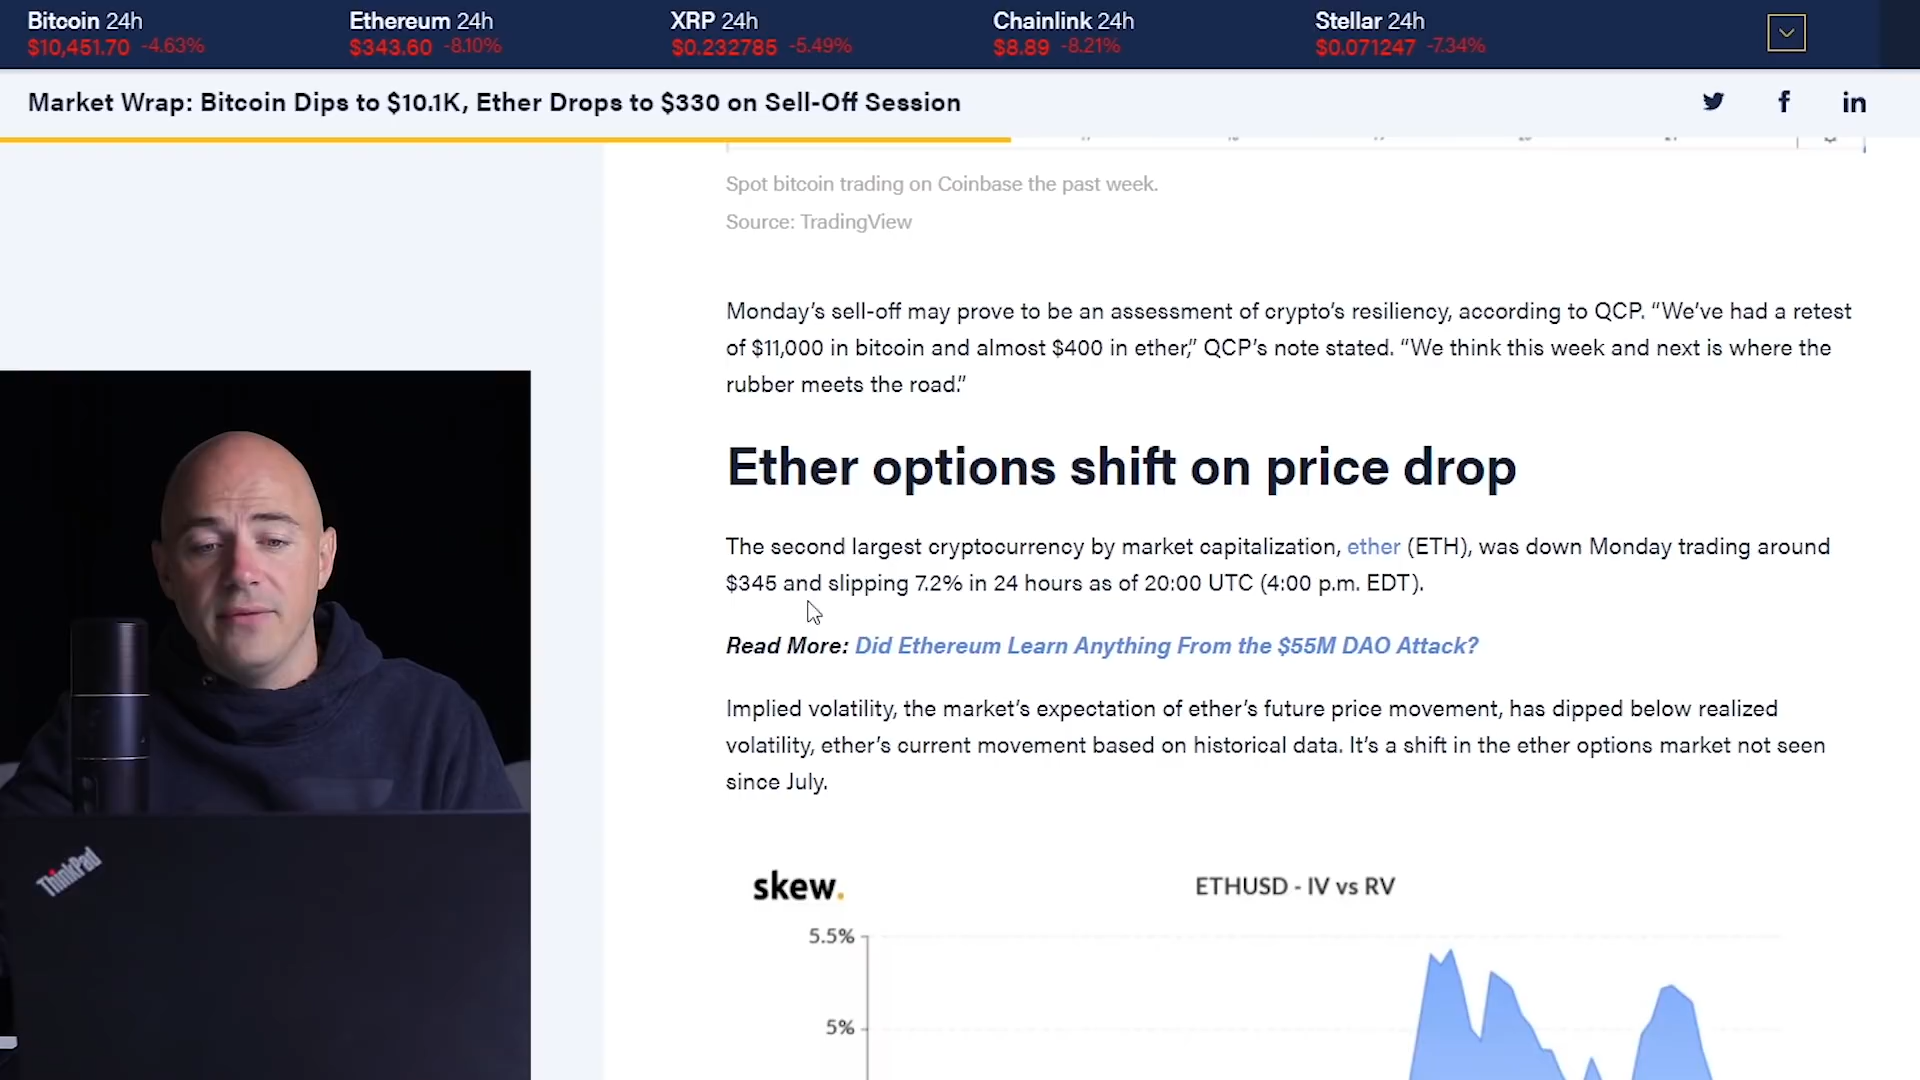 Bitcoin 24h
$10,451.70 -4.63%
Ethereum 24h
$343.60 -8.10%
XRP 24h
$0.232785 -5.49%
Chainlink 24h
$8.89 -8.21%
Stellar 24h
$0.071247 -7.34%
Market Wrap: Bitcoin Dips to $10.1K, Ether Drops to $330 on Sell-Off Session
Spot bitcoin trading on Coinbase the past week.
Source: TradingView
Monday’s sell-off may prove to be an assessment of crypto’s resiliency, according to QCP. “We’ve had a retest
of $11,000 in bitcoin and almost $400 in ether,” QCP’s note stated. “We think this week and next is where the
rubber meets the road.”
Ether options shift on price drop
The second largest cryptocurrency by market capitalization, ether (ETH), was down Monday trading around
$345 and slipping 7.2% in 24 hours as of 20:00 UTC (4:00 p.m. EDT).
Read More: Did Ethereum Learn Anything From the $55M DAO Attack?
Implied volatility, the market’s expectation of ether’s future price movement, has dipped below realized
volatility, ether’s current movement based on historical data. It’s a shift in the ether options market not seen
since July.
skew.
ETHUSD - IV vs RV
5.5%
5%
ThinkPad